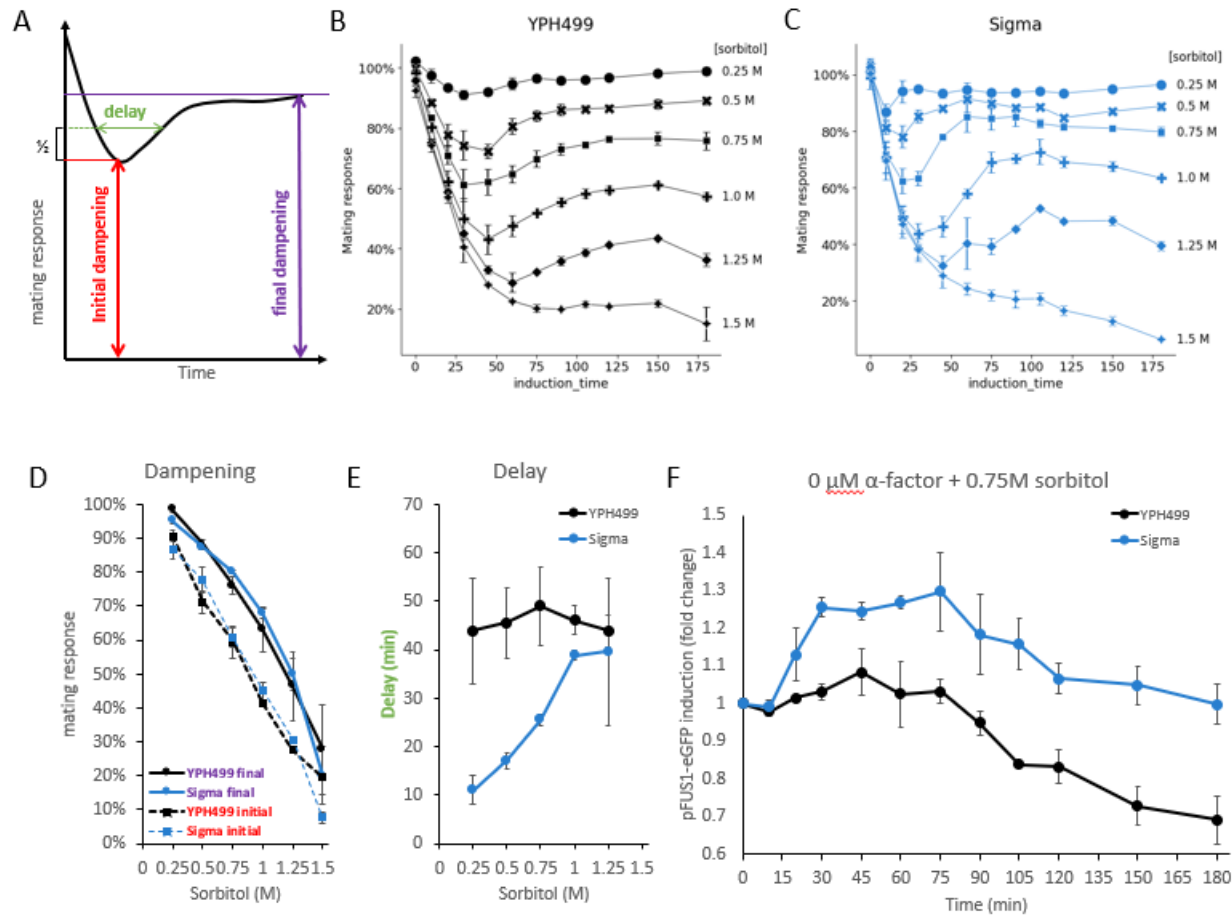 A
mating response
½
delay
Initial dampening
final dampening
Time
B
YPH499
[sorbitol]
0.25 M
0.5 M
0.75 M
1.0 M
1.25 M
1.5 M
Mating response
100%
80%
60%
40%
20%
0 25 50 75 100 125 150 175
induction_time
C
Sigma
[sorbitol]
0.25 M
0.5 M
0.75 M
1.0 M
1.25 M
1.5 M
Mating response
100%
80%
60%
40%
20%
0 25 50 75 100 125 150 175
induction_time
D
Dampening
mating response
100%
90%
80%
70%
60%
50%
40%
30%
20%
10%
0%
YPH499 final
Sigma final
YPH499 initial
Sigma initial
0 0.25 0.5 0.75 1 1.25 1.5
Sorbitol (M)
E
Delay
YPH499
Sigma
Delay (min)
70
60
50
40
30
20
10
0
0 0.25 0.5 0.75 1 1.25 1.5
Sorbitol (M)
F
0 µM α-factor + 0.75M sorbitol
YPH499
Sigma
pFUS1-eGFP induction (fold change)
1.5
1.4
1.3
1.2
1.1
1
0.9
0.8
0.7
0.6
0 15 30 45 60 75 90 105 120 135 150 165 180
Time (min)